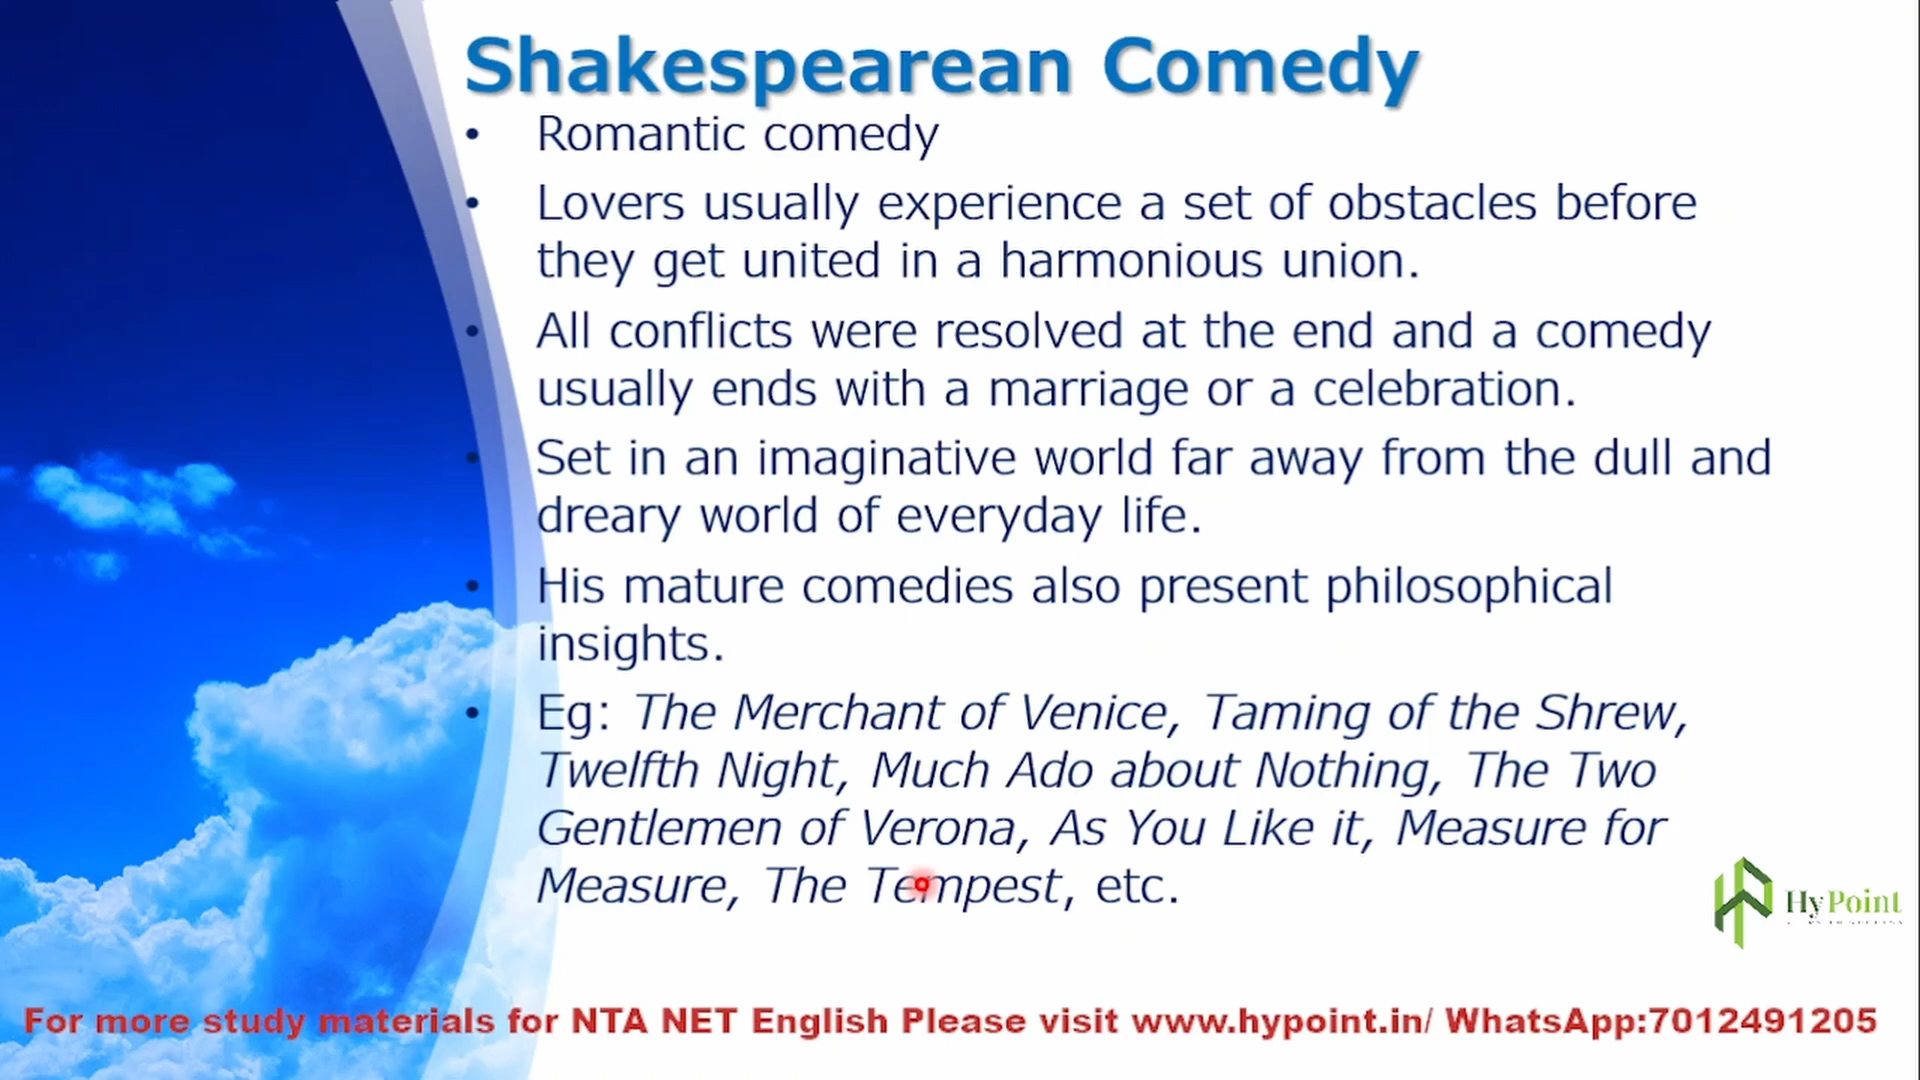 Shakespearean Comedy
• Romantic comedy
• Lovers usually experience a set of obstacles before
they get united in a harmonious union.
• All conflicts were resolved at the end and a comedy
usually ends with a marriage or a celebration.
• Set in an imaginative world far away from the dull and
dreary world of everyday life.
• His mature comedies also present philosophical
insights.
• Eg: The Merchant of Venice, Taming of the Shrew,
Twelfth Night, Much Ado about Nothing, The Two
Gentlemen of Verona, As You Like it, Measure for
Measure, The Tempest, etc.
HyPoint
For more study materials for NTA NET English Please visit www.hypoint.in/ WhatsApp:7012491205